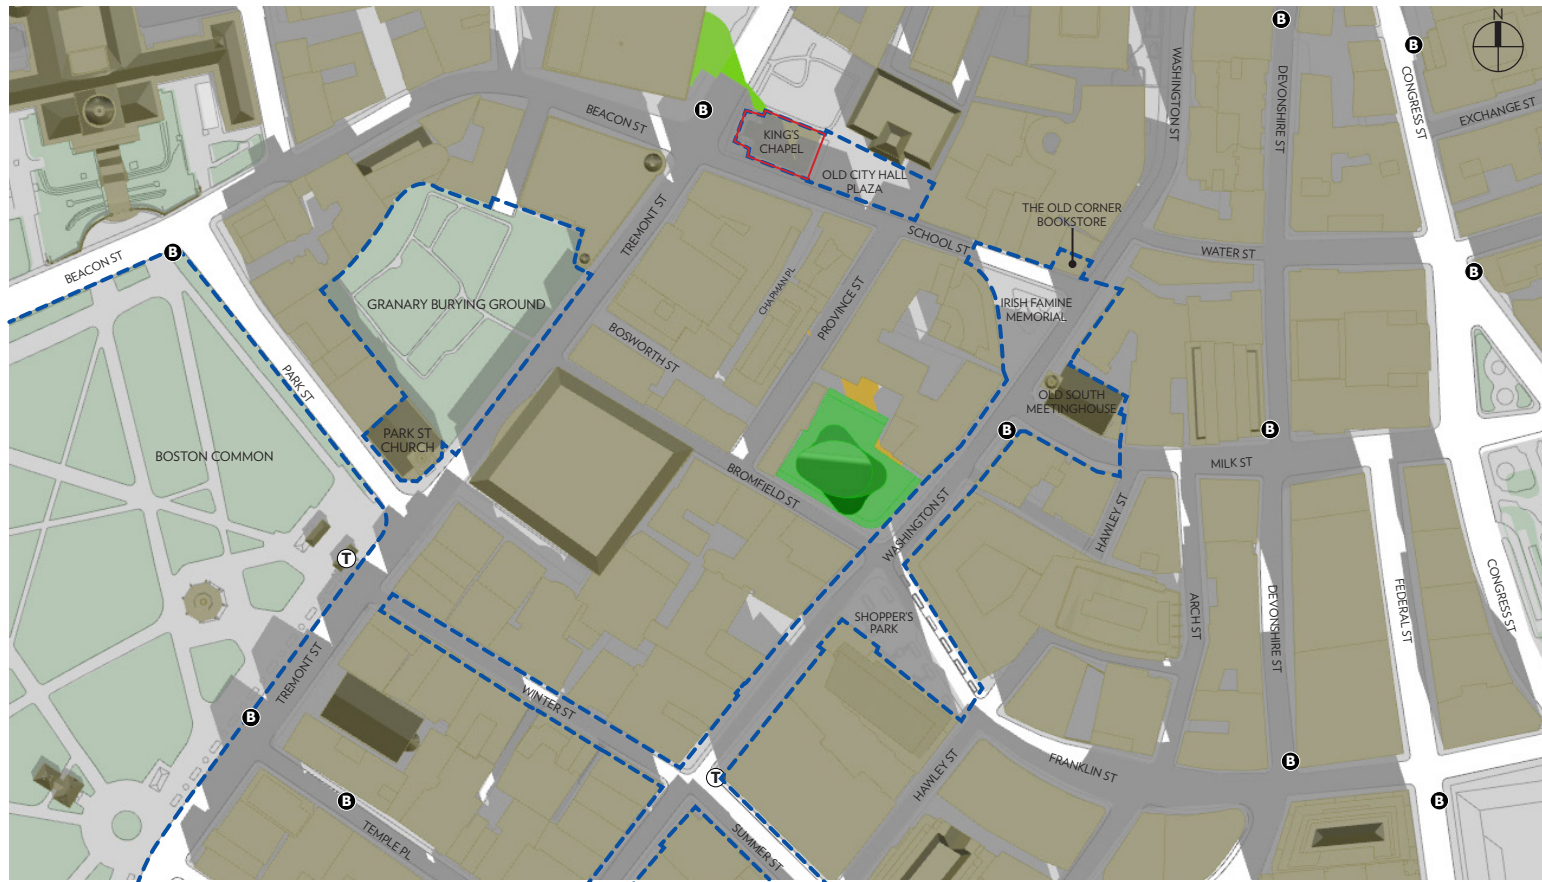 N
B
B
WASHINGTON ST
DEVONSHIRE ST
CONGRESS ST
EXCHANGE ST
B
BEACON ST
KING'S
CHAPEL
OLD CITY HALL
PLAZA
THE OLD CORNER
BOOKSTORE
TREMONT ST
SCHOOL ST
WATER ST
B
BEACON ST
B
CHAPMAN PL
PROVINCE ST
GRANARY BURYING GROUND
IRISH FAMINE
MEMORIAL
BOSWORTH ST
PARK ST
OLD SOUTH
MEETINGHOUSE
B
B
PARK ST
CHURCH
BOSTON COMMON
MILK ST
BROMFIELD ST
WASHINGTON ST
HAWLEY ST
T
SHOPPER'S
PARK
ARCH ST
DEVONSHIRE ST
FEDERAL ST
CONGRESS ST
TREMONT ST
WINTER ST
B
HAWLEY ST
FRANKLIN ST
B
T
B
B
TEMPLE PL
SUMMER ST